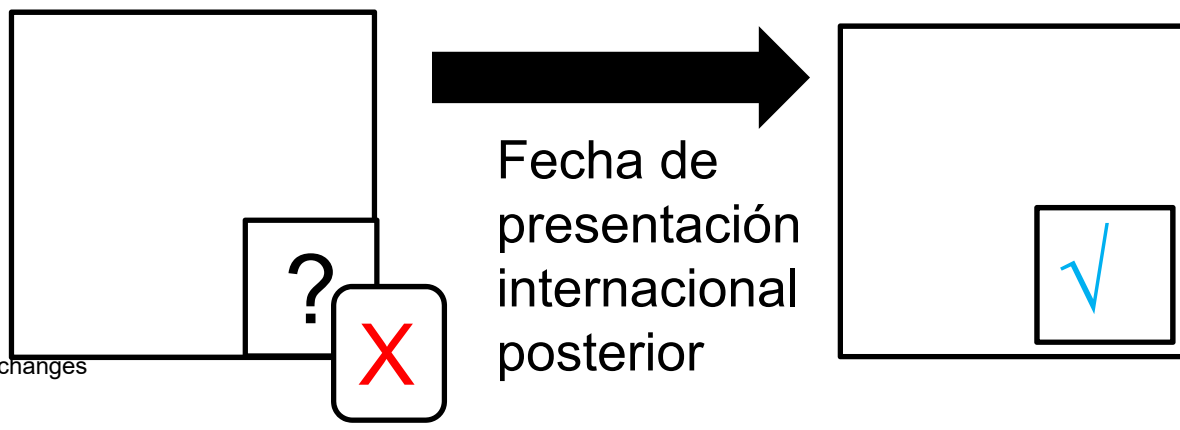 ?
X
changes
Fecha de
presentación
internacional
posterior
√